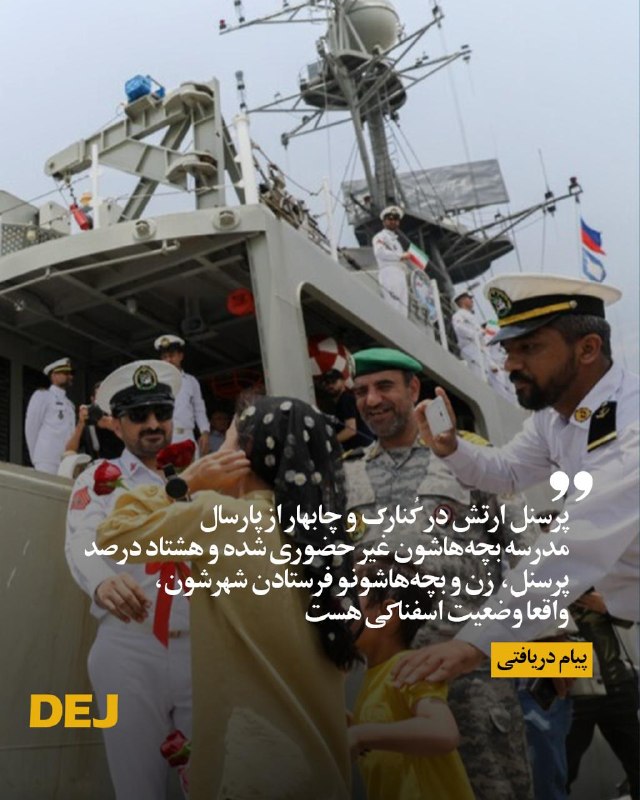 پرسنل ارتش در کُنارک و چابهار از پارسال
مدرسه بچه‌هاشون غیر حضوری شده و هشتاد درصد
پرسنل، زن و بچه‌هاشونو فرستادن شهرشون،
واقعا وضعیت اسفناکی هست
پیام دریافتی
DEJ